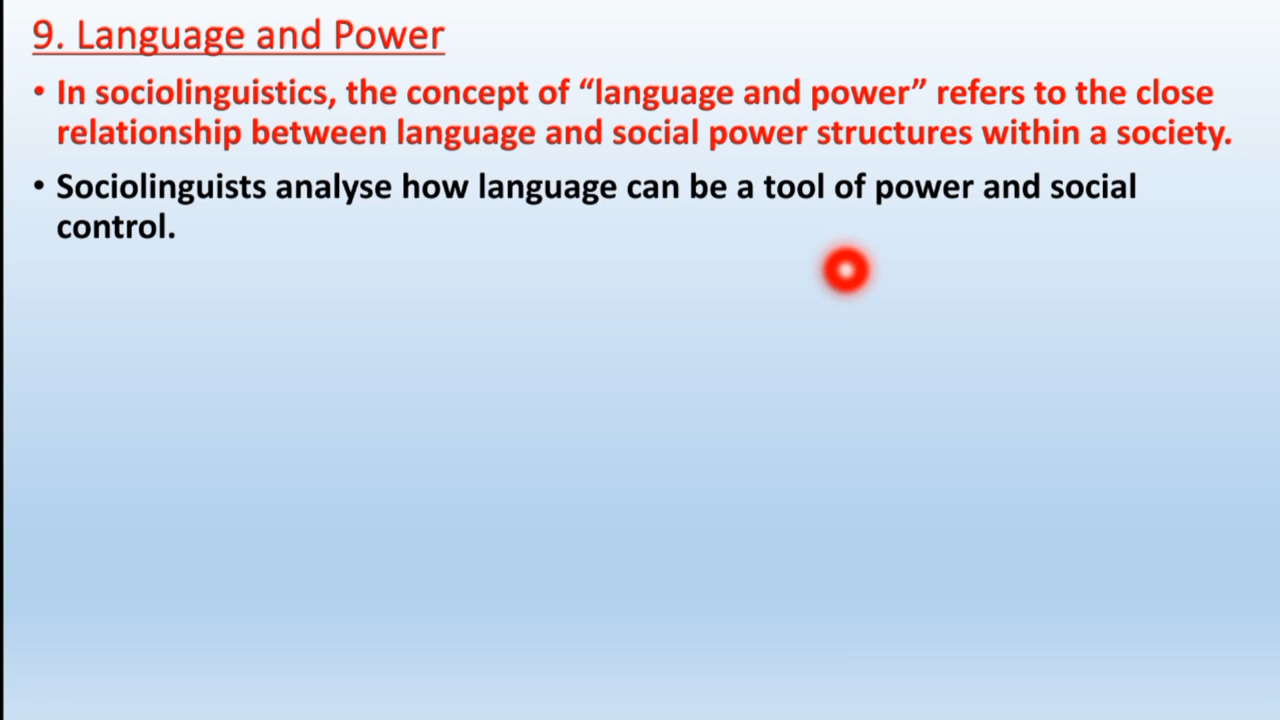 9. Language and Power
• In sociolinguistics, the concept of “language and power” refers to the close
relationship between language and social power structures within a society.
• Sociolinguists analyse how language can be a tool of power and social
control.